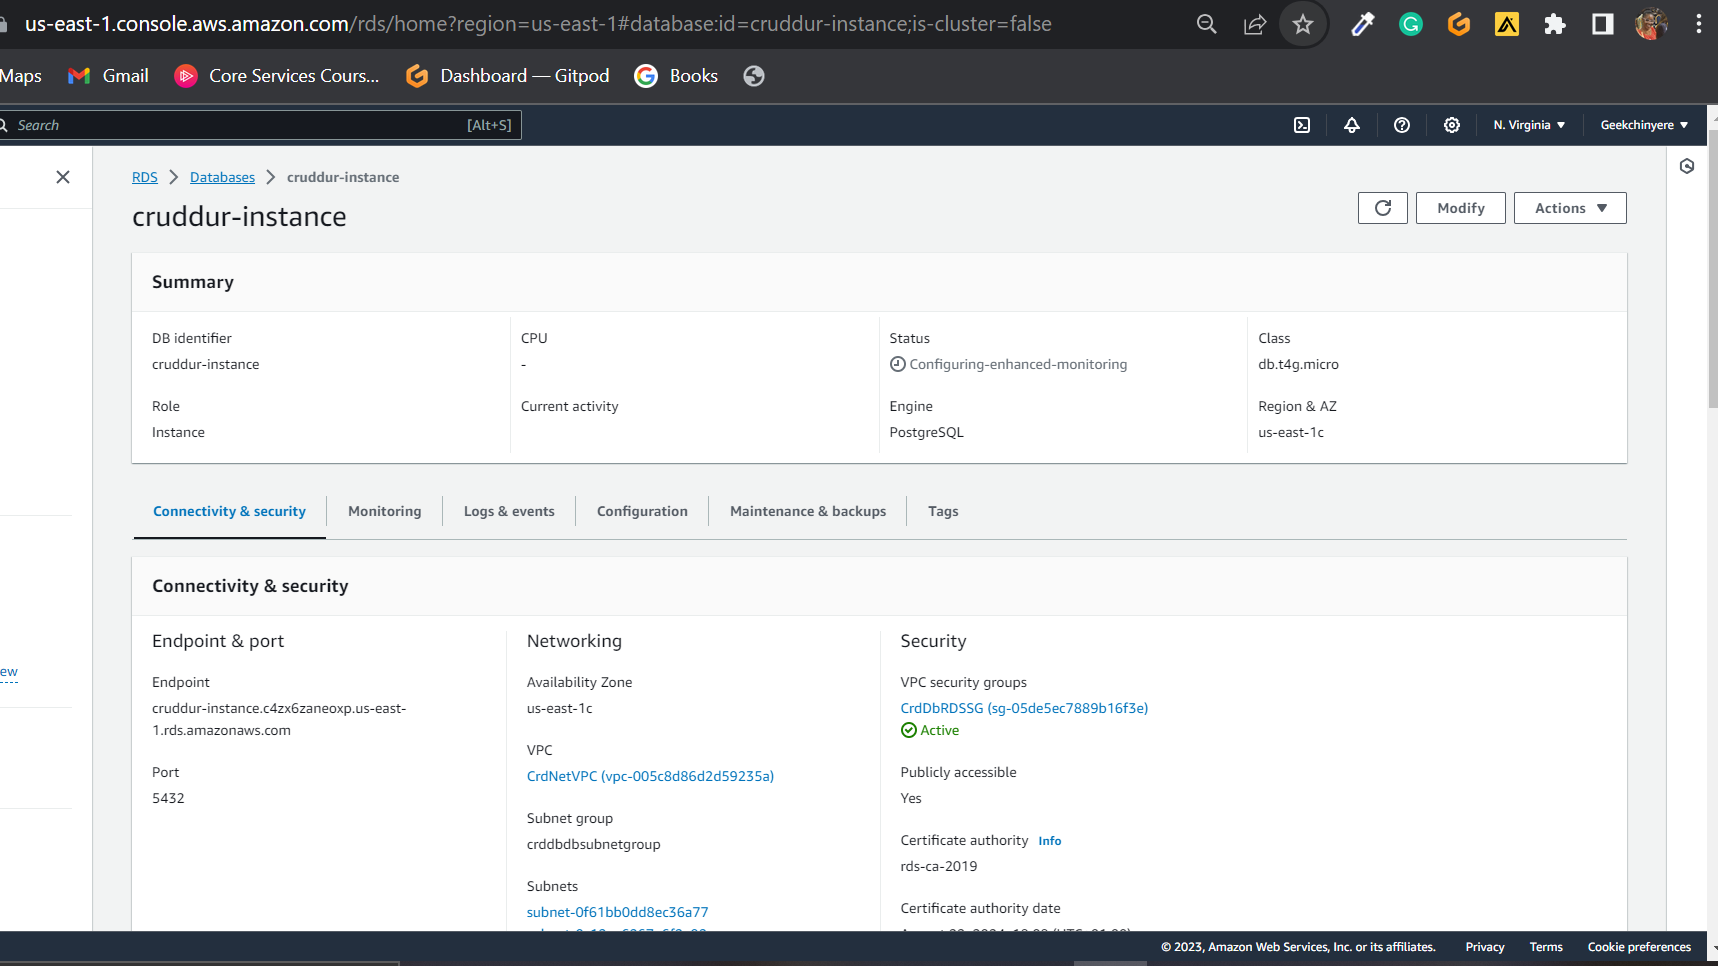 us-east-1.console.aws.amazon.com/rds/home?region=us-east-1#database:id=cruddur-instance;is-cluster=false
Maps Gmail Core Services Cours... Dashboard — Gitpod Books
Search [Alt+S] N. Virginia Geekchinyere
RDS Databases cruddur-instance
cruddur-instance
Modify Actions
Summary
DB identifier CPU Status Class
cruddur-instance - Configuring-enhanced-monitoring db.t4g.micro
Role Current activity Engine Region & AZ
Instance PostgreSQL us-east-1c
Connectivity & security Monitoring Logs & events Configuration Maintenance & backups Tags
Connectivity & security
Endpoint & port Networking Security
Endpoint Availability Zone VPC security groups
cruddur-instance.c4zx6zaneoxp.us-east- us-east-1c CrdDbRDSSG (sg-05de5ec7889b16f3e)
1.rds.amazonaws.com Active
VPC
Port CrdNetVPC (vpc-005c8d86d2d59235a) Publicly accessible
5432 Yes
Subnet group Certificate authority Info
crddbdbsubnetgroup rds-ca-2019
Subnets Certificate authority date
subnet-0f61bb0dd8ec36a77
ew
© 2023, Amazon Web Services, Inc. or its affiliates. Privacy Terms Cookie preferences